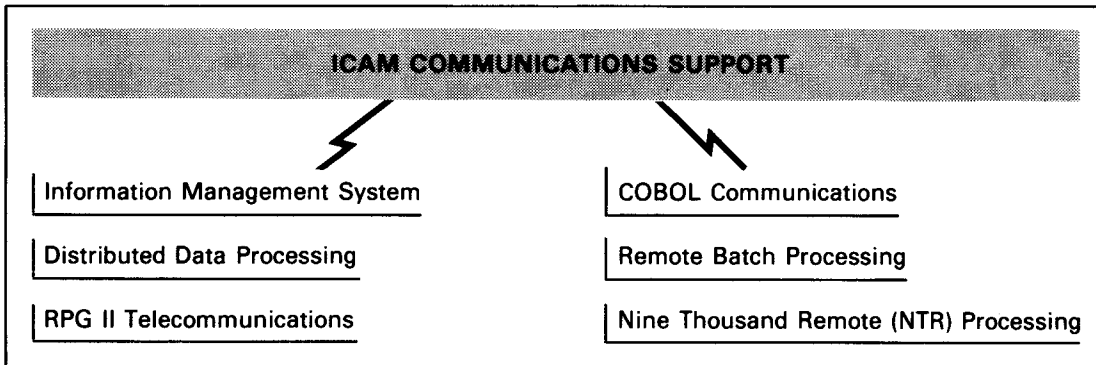 ICAM COMMUNICATIONS SUPPORT
Information Management System
Distributed Data Processing
RPG II Telecommunications
COBOL Communications
Remote Batch Processing
Nine Thousand Remote (NTR) Processing